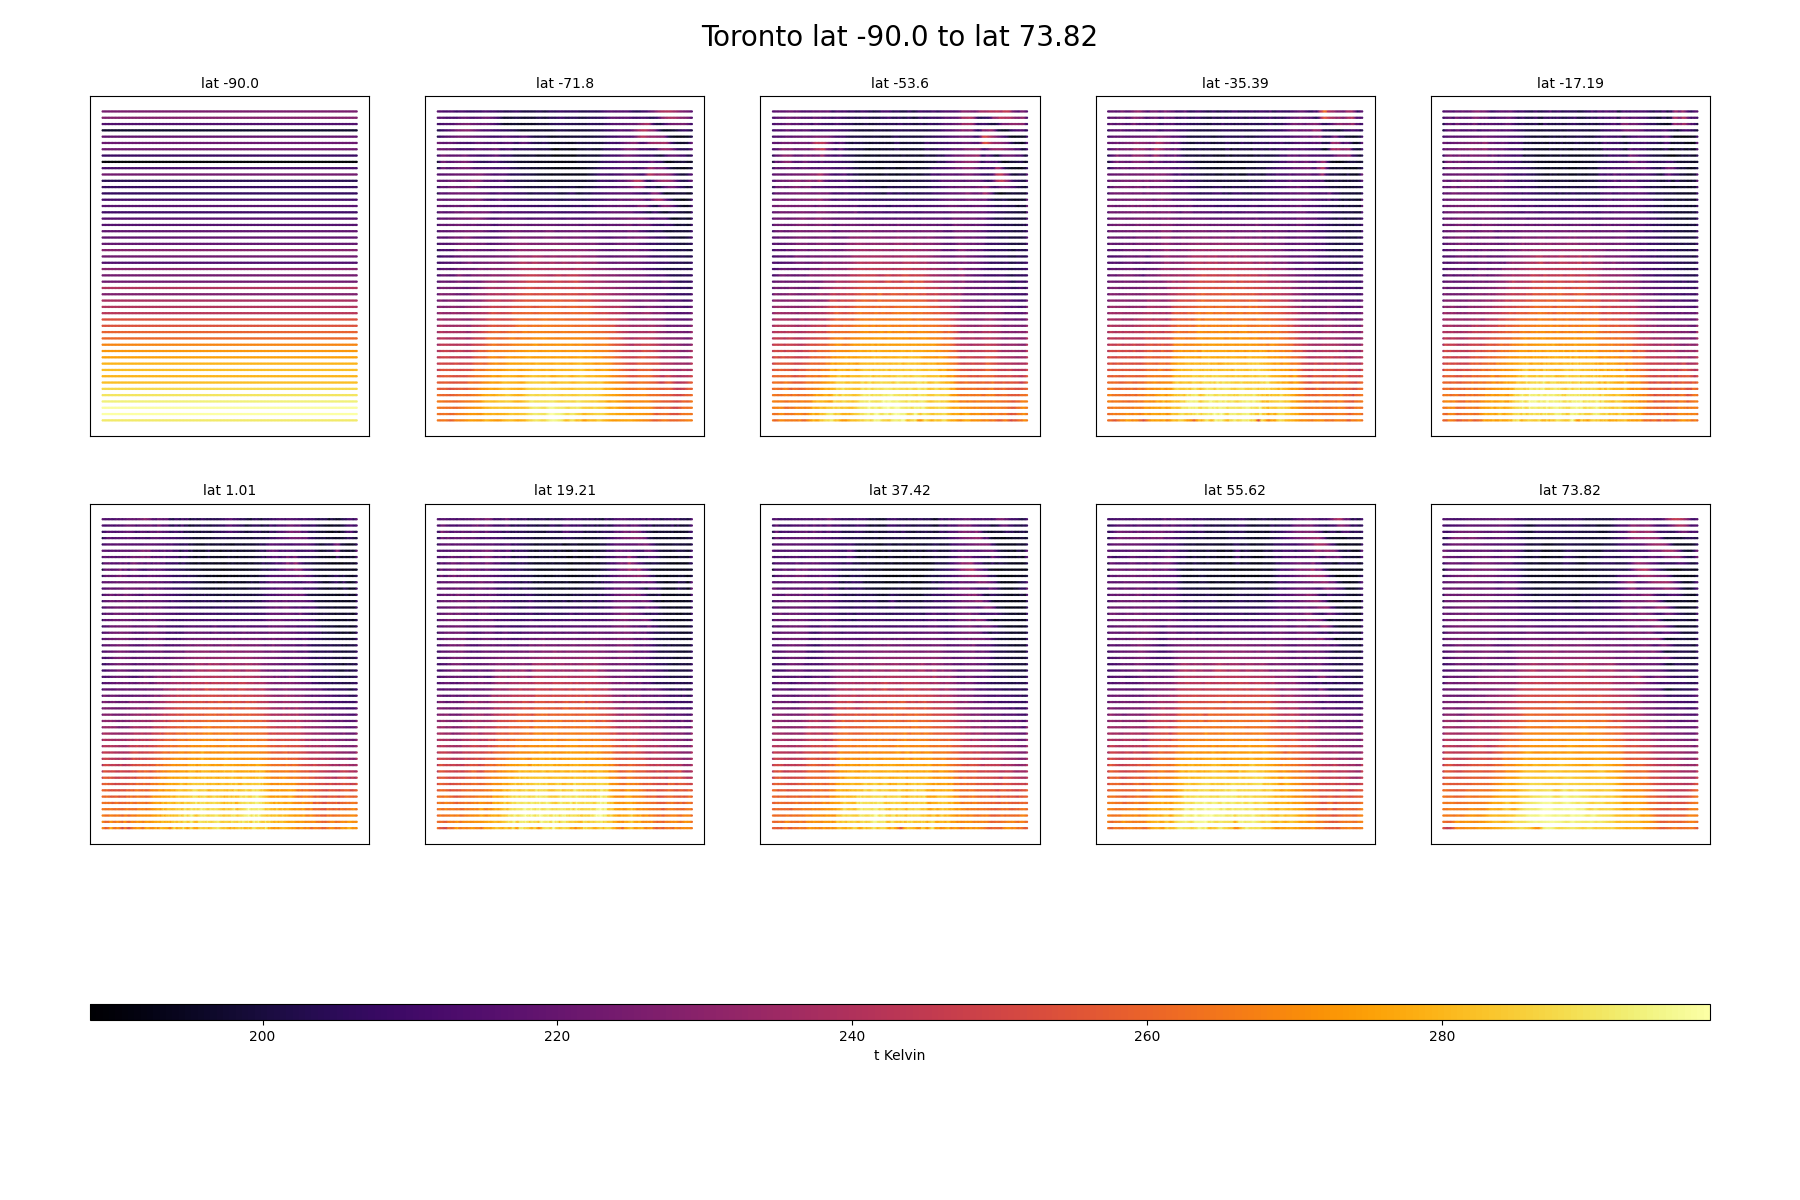 Toronto lat -90.0 to lat 73.82
lat -90.0
lat -71.8
lat -53.6
lat -35.39
lat -17.19
lat 1.01
lat 19.21
lat 37.42
lat 55.62
lat 73.82
200 220 240 260 280
t Kelvin